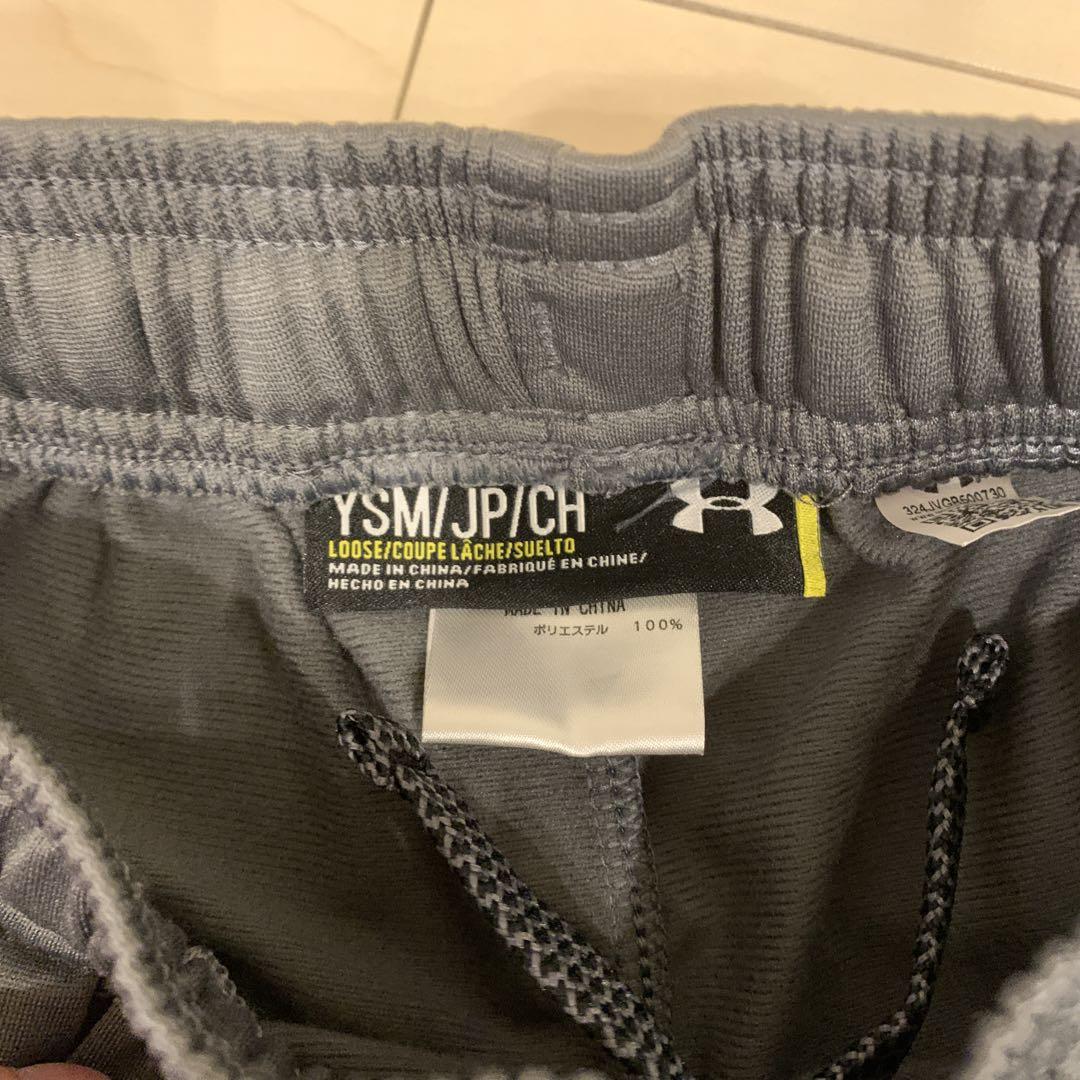 YSM/JP/CH
LOOSE/COUPE LÂCHE/SUELTO
MADE IN CHINA/FABRIQUÉ EN CHINE/
HECHO EN CHINA
MADE IN CHINA
ポリエステル 100%
324JVGR500730